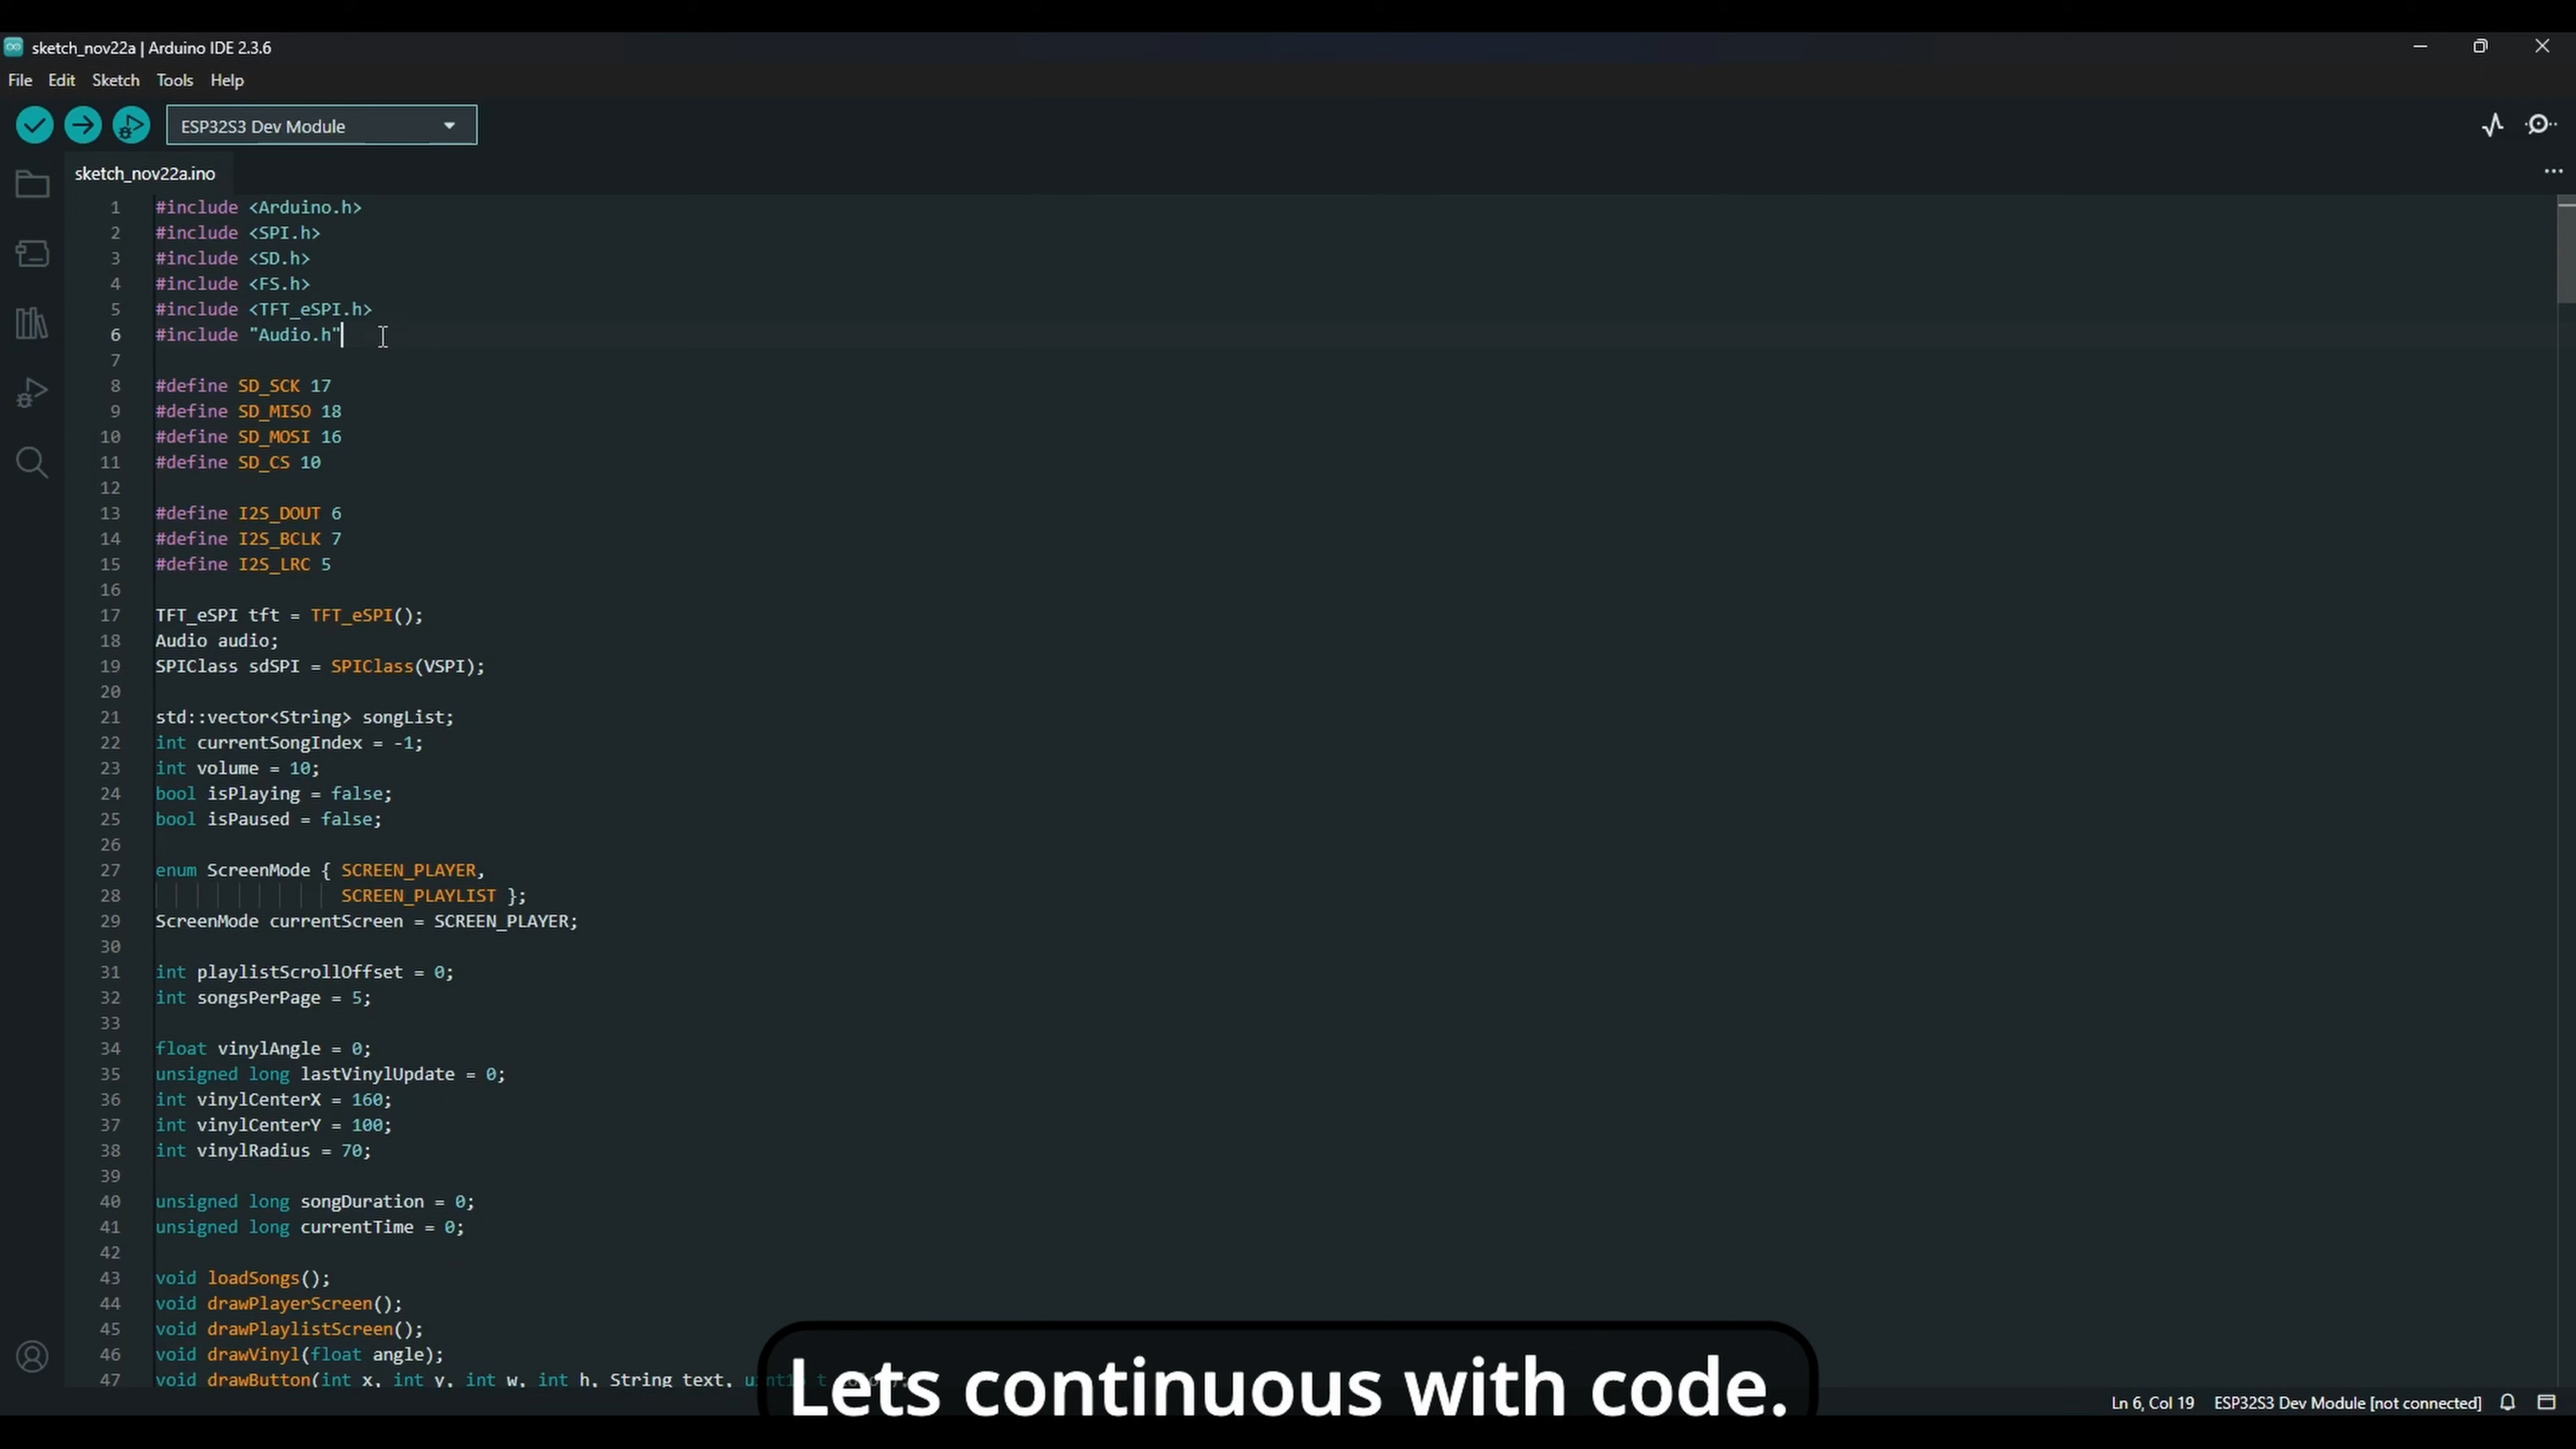 sketch_nov22a | Arduino IDE 2.3.6
File Edit Sketch Tools Help
ESP32S3 Dev Module
sketch_nov22a.ino
1 #include <Arduino.h>
2 #include <SPI.h>
3 #include <SD.h>
4 #include <FS.h>
5 #include <TFT_eSPI.h>
6 #include "Audio.h"
7
8 #define SD_SCK 17
9 #define SD_MISO 18
10 #define SD_MOSI 16
11 #define SD_CS 10
12
13 #define I2S_DOUT 6
14 #define I2S_BCLK 7
15 #define I2S_LRC 5
16
17 TFT_eSPI tft = TFT_eSPI();
18 Audio audio;
19 SPIClass sdSPI = SPIClass(VSPI);
20
21 std::vector<String> songList;
22 int currentSongIndex = -1;
23 int volume = 10;
24 bool isPlaying = false;
25 bool isPaused = false;
26
27 enum ScreenMode { SCREEN_PLAYER,
28 SCREEN_PLAYLIST };
29 ScreenMode currentScreen = SCREEN_PLAYER;
30
31 int playlistScrollOffset = 0;
32 int songsPerPage = 5;
33
34 float vinylAngle = 0;
35 unsigned long lastVinylUpdate = 0;
36 int vinylCenterX = 160;
37 int vinylCenterY = 100;
38 int vinylRadius = 70;
39
40 unsigned long songDuration = 0;
41 unsigned long currentTime = 0;
42
43 void loadSongs();
44 void drawPlayerScreen();
45 void drawPlaylistScreen();
46 void drawVinyl(float angle);
47 void drawButton(int x, int y, int w, int h, String text,
Lets continuous with code.
Ln 6, Col 19 ESP32S3 Dev Module [not connected]